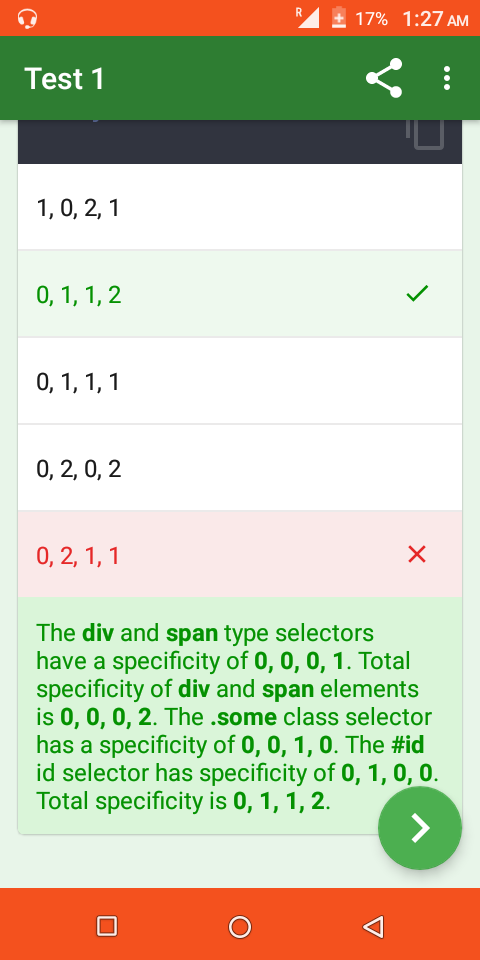 R 17% 1:27 AM
Test 1
1, 0, 2, 1
0, 1, 1, 2
0, 1, 1, 1
0, 2, 0, 2
0, 2, 1, 1
The div and span type selectors
have a specificity of 0, 0, 0, 1. Total
specificity of div and span elements
is 0, 0, 0, 2. The .some class selector
has a specificity of 0, 0, 1, 0. The #id
id selector has specificity of 0, 1, 0, 0.
Total specificity is 0, 1, 1, 2.